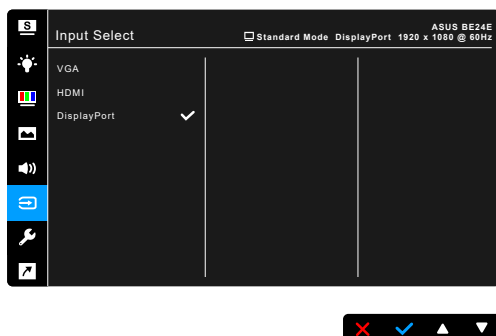 S
ASUS BE24E
Input Select
Standard Mode DisplayPort 1920 x 1080 @ 60Hz
VGA
HDMI
DisplayPort